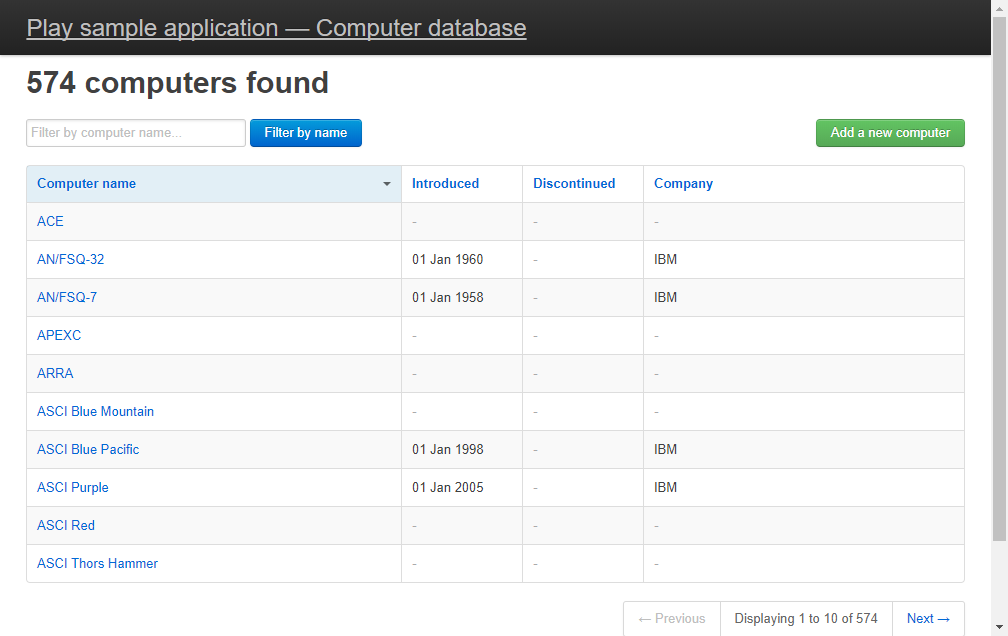 Play sample application — Computer database
574 computers found
Filter by computer name...
Filter by name
Add a new computer
Computer name Introduced Discontinued Company
ACE - - -
AN/FSQ-32 01 Jan 1960 - IBM
AN/FSQ-7 01 Jan 1958 - IBM
APEXC - - -
ARRA - - -
ASCI Blue Mountain - - -
ASCI Blue Pacific 01 Jan 1998 - IBM
ASCI Purple 01 Jan 2005 - IBM
ASCI Red - - -
ASCI Thors Hammer - - -
← Previous Displaying 1 to 10 of 574 Next →